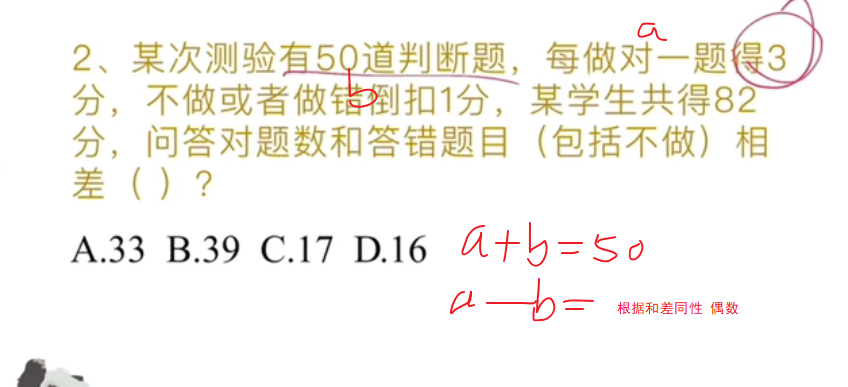 a
2、某次测验有50道判断题，每做对一题得3
b
分，不做或者做错倒扣1分，某学生共得82
分，问答对题数和答错题目（包括不做）相
差（ ）？
A.33 B.39 C.17 D.16
a+b=50
a—b= 根据和差同性 偶数